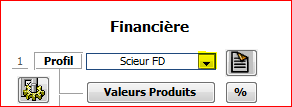 Financière
1 Profil Scieur FD
Valeurs Produits %